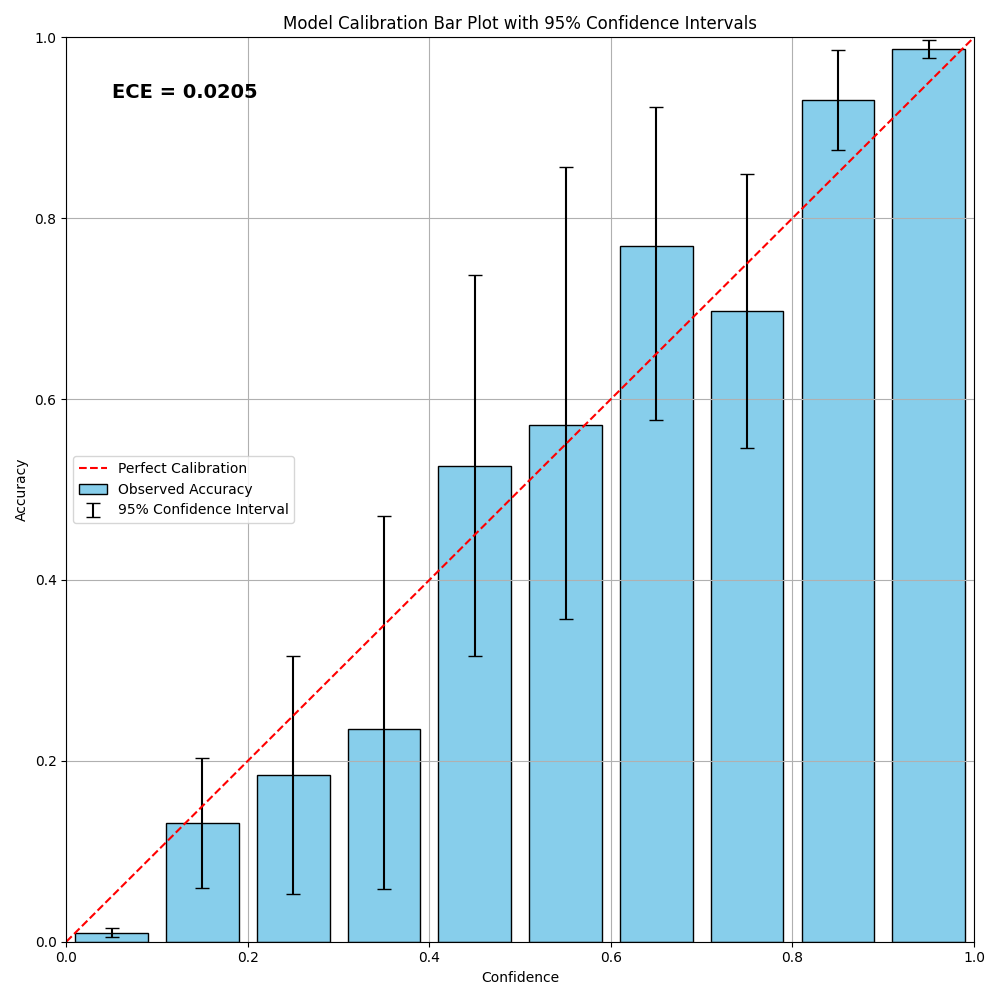 Model Calibration Bar Plot with 95% Confidence Intervals
ECE = 0.0205
Accuracy
1.0
0.8
0.6
0.4
0.2
0.0
Perfect Calibration
Observed Accuracy
95% Confidence Interval
0.0 0.2 0.4 0.6 0.8 1.0
Confidence